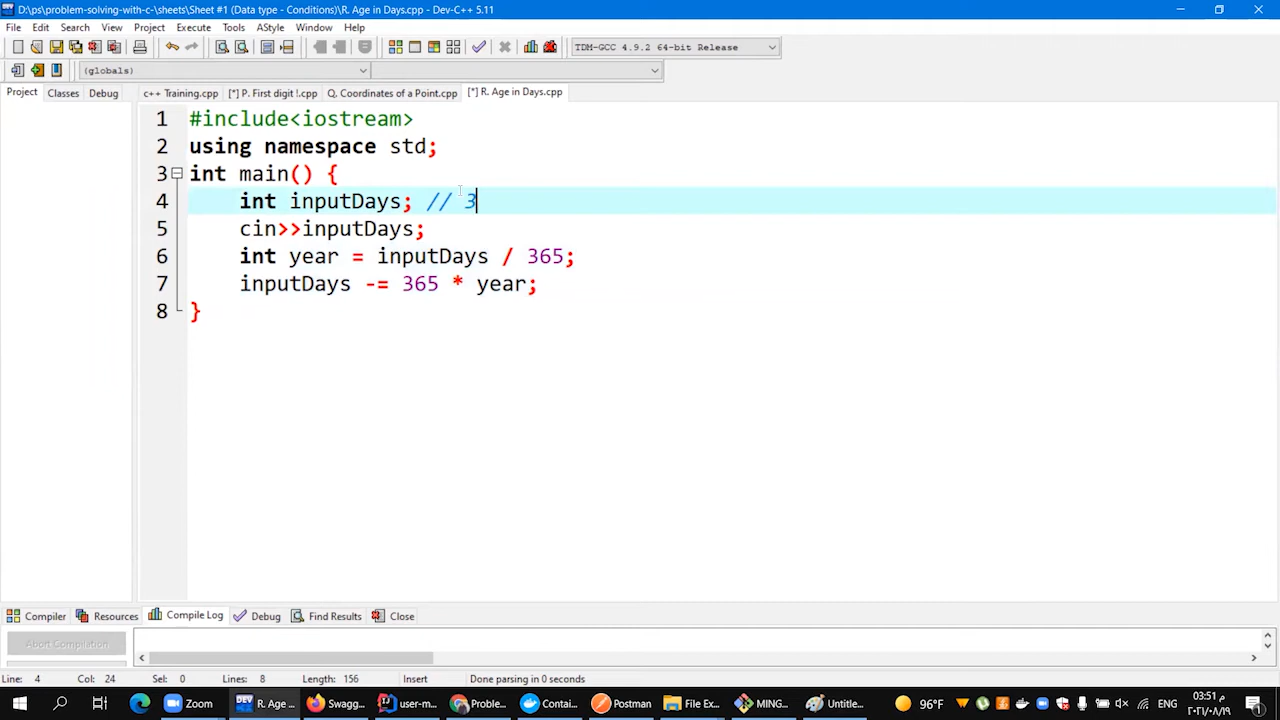 D:\ps\problem-solving-with-c-\sheets\Sheet #1 (Data type - Conditions)\R. Age in Days.cpp - Dev-C++ 5.11
File Edit Search View Project Execute Tools AStyle Window Help
TDM-GCC 4.9.2 64-bit Release
(globals)
Project Classes Debug c++ Training.cpp [*] P. First digit !.cpp Q. Coordinates of a Point.cpp [*] R. Age in Days.cpp
1 #include<iostream>
2 using namespace std;
3 int main() {
4 int inputDays; // 3
5 cin>>inputDays;
6 int year = inputDays / 365;
7 inputDays -= 365 * year;
8 }
Compiler Resources Compile Log Debug Find Results Close
Abort Compilation
Line: 4 Col: 24 Sel: 0 Lines: 8 Length: 156 Insert Done parsing in 0 seconds
Zoom R. Age ... Swagg... user-m... Proble... Contai... Postman File Ex... MING... Untitle... 96°F ENG ٠٣:٥١ م
٢٠٢١/٠٨/٠٩